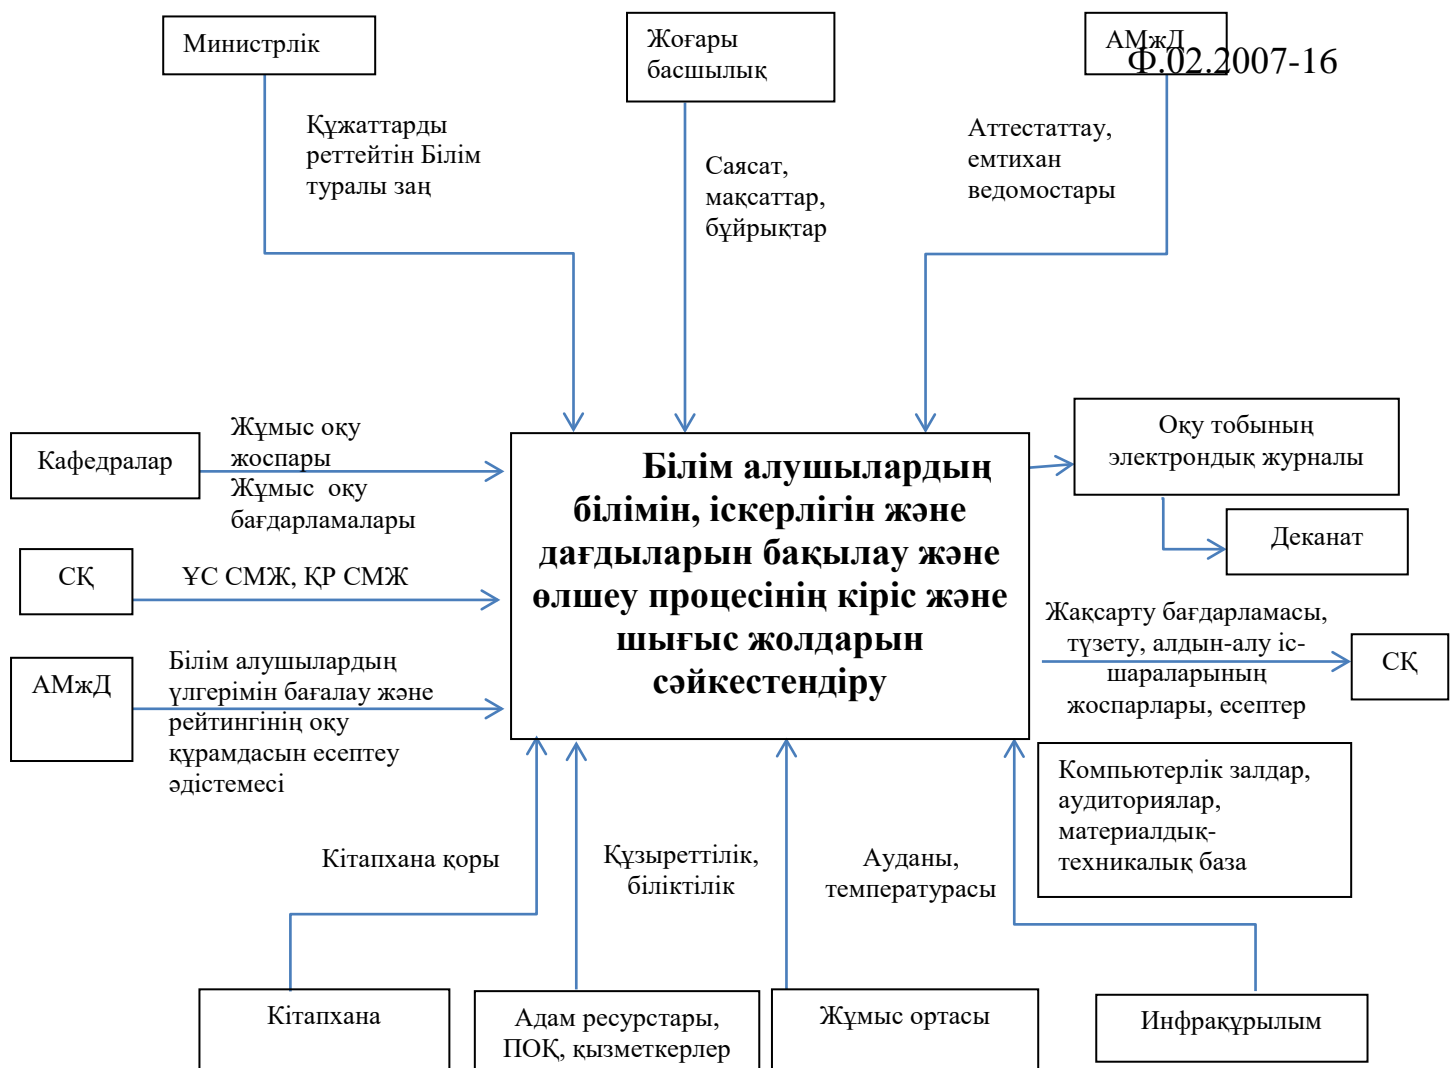 Министрлік
Жоғары
басшылық
АМжД
Ф.02.2007-16
Құжаттарды
реттейтін Білім
туралы заң
Саясат,
мақсаттар,
бұйрықтар
Аттестаттау,
емтихан
ведомостары
Кафедралар
Жұмыс оқу
жоспары
Жұмыс оқу
бағдарламалары
СҚ
ҰС СМЖ, ҚР СМЖ
АМжД
Білім алушылардың
үлгерімін бағалау және
рейтингінің оқу
құрамдасын есептеу
әдістемесі
Білім алушылардың
білімін, іскерлігін және
дағдыларын бақылау және
өлшеу процесінің кіріс және
шығыс жолдарын
сәйкестендіру
Оқу тобының
электрондық журналы
Деканат
Жақсарту бағдарламасы,
түзету, алдын-алу іс-
шараларының
жоспарлары, есептер
СҚ
Компьютерлік залдар,
аудиториялар,
материалдық-
техникалық база
Кітапхана қоры
Құзыреттілік,
біліктілік
Ауданы,
температурасы
Кітапхана
Адам ресурстары,
ПОҚ, қызметкерлер
Жұмыс ортасы
Инфрақұрылым